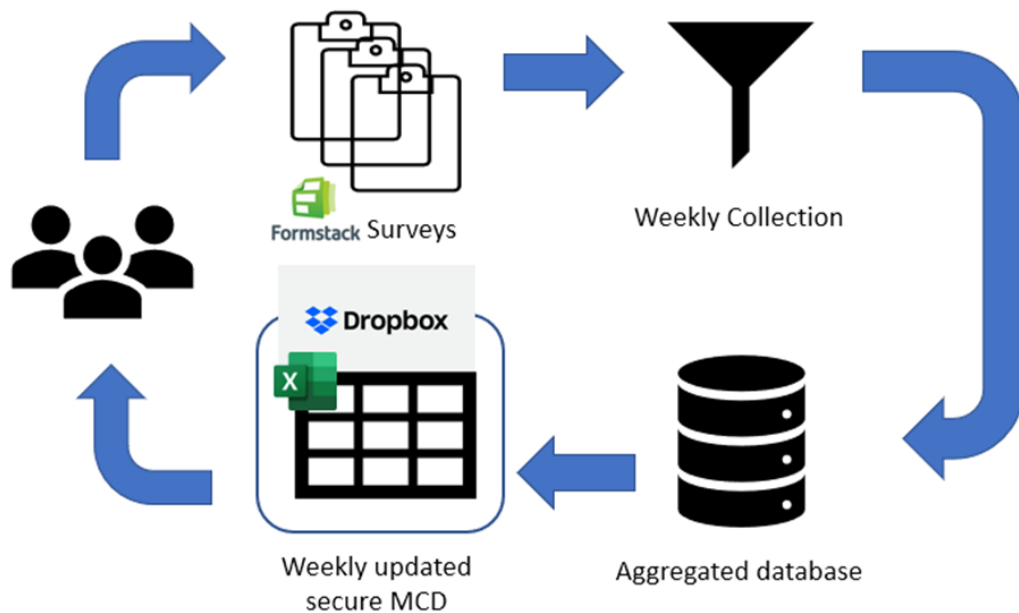 Formstack Surveys
Weekly Collection
Dropbox
X
Weekly updated
secure MCD
Aggregated database